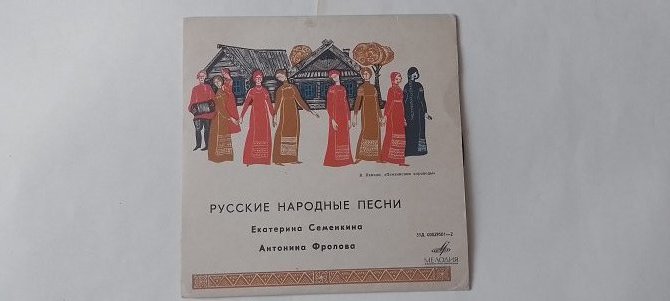 РУССКИЕ НАРОДНЫЕ ПЕСНИ
Екатерина Семенкина
Антонина Фролова
МЕЛОДИЯ